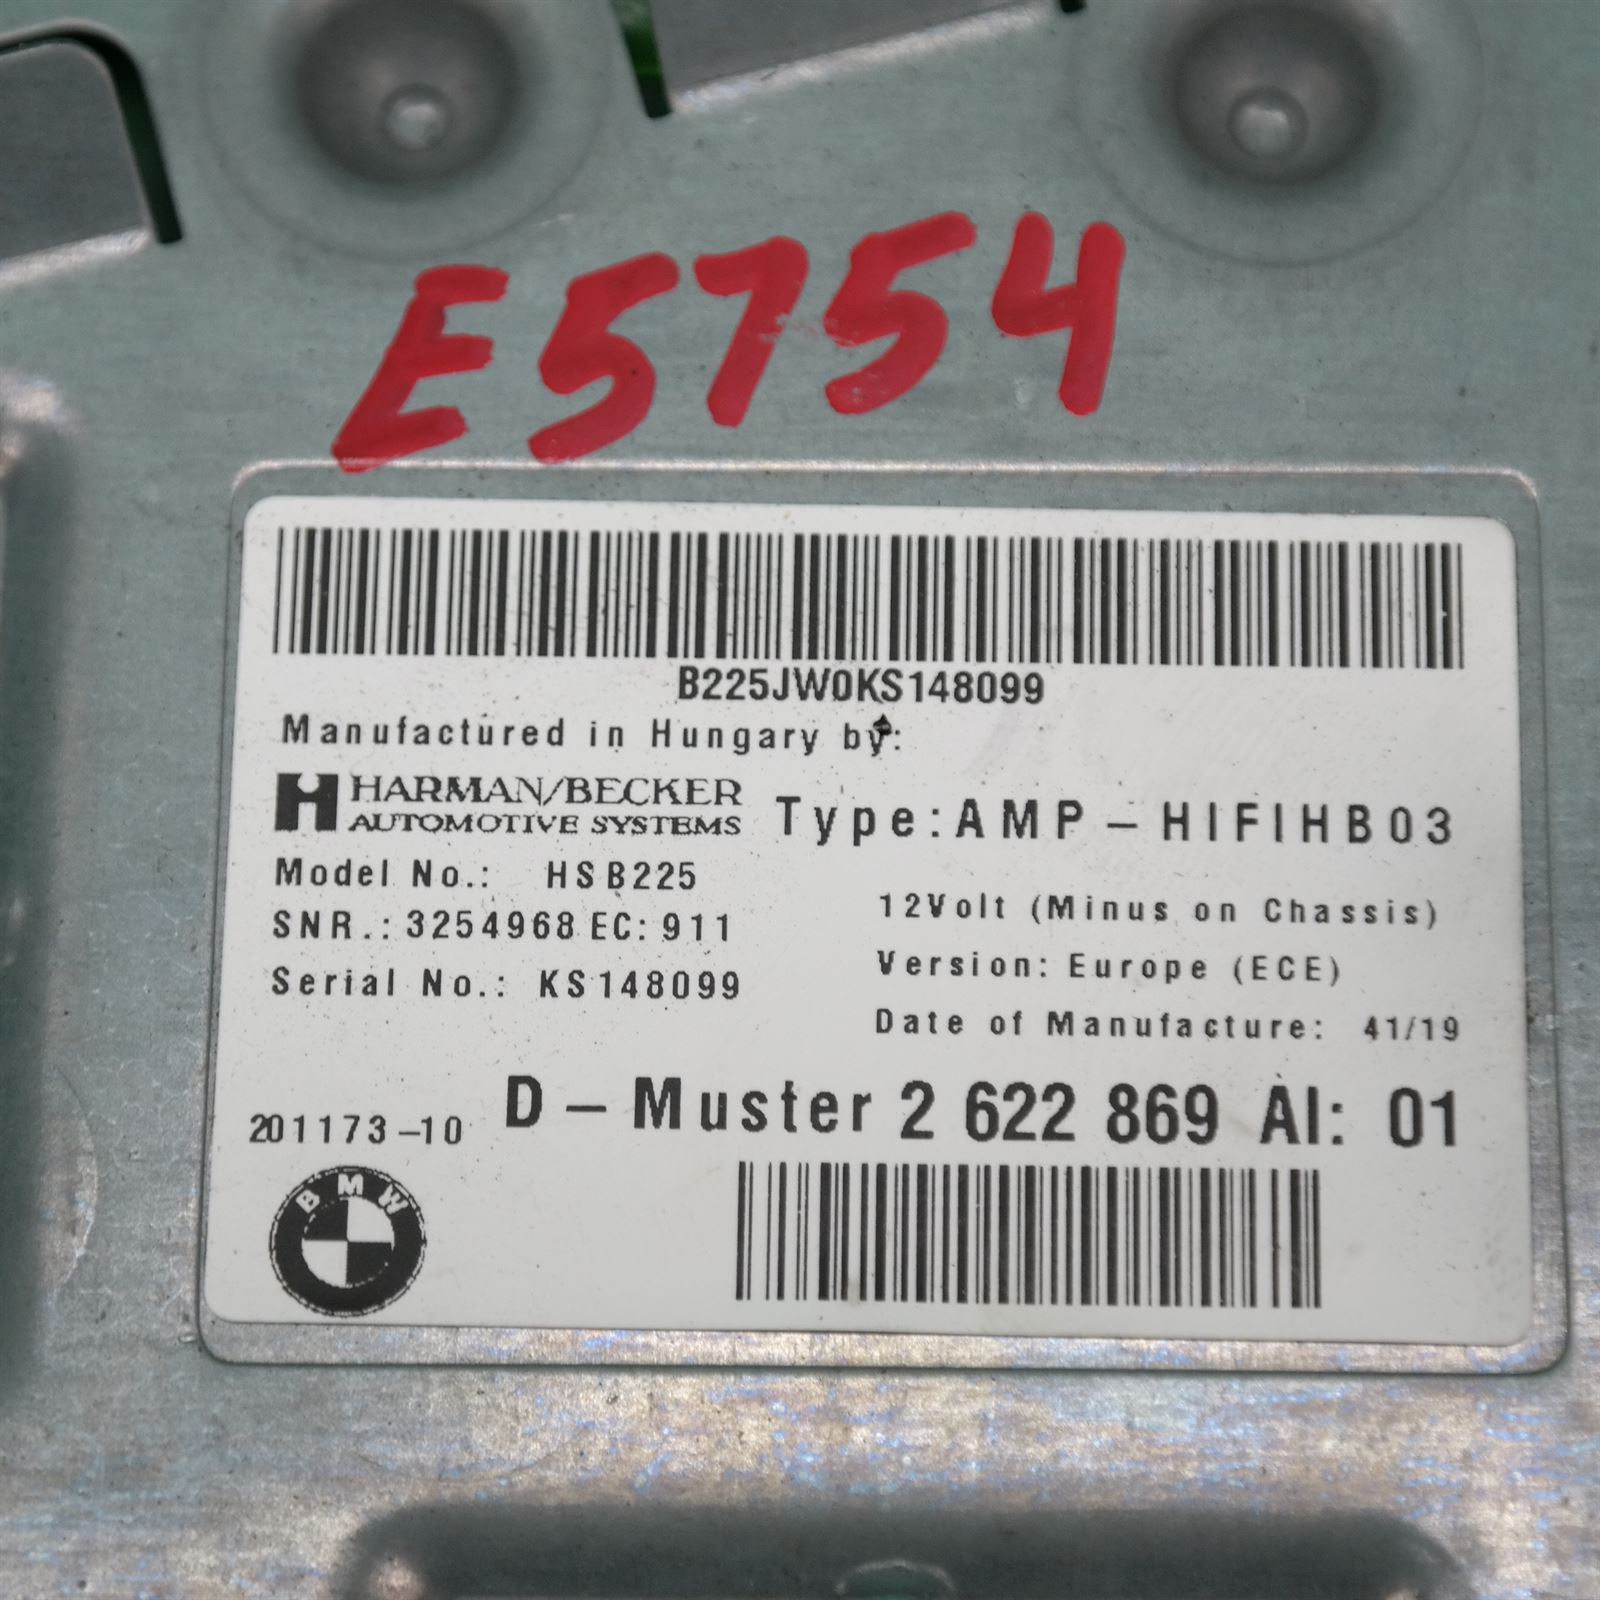 E5754
B225JW0KS148099
Manufactured in Hungary by:
HARMAN/BECKER
AUTOMOTIVE SYSTEMS
Type: AMP - HIFIHB03
Model No.: HSB225
12Volt (Minus on Chassis)
SNR.: 3254968 EC: 911
Version: Europe (ECE)
Serial No.: KS148099
Date of Manufacture: 41/19
D - Muster 2 622 869 AI: 01
201173-10
BMW